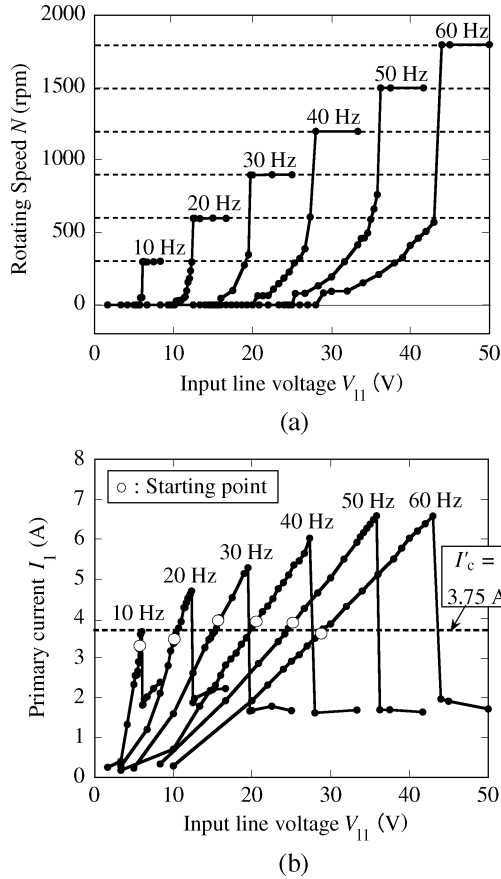 2000
1500
1000
500
0
Rotating Speed N (rpm)
60 Hz
50 Hz
40 Hz
30 Hz
20 Hz
10 Hz
0 10 20 30 40 50
Input line voltage V₁₁ (V)
(a)
8
7
6
5
4
3
2
1
0
Primary current I₁ (A)
○ : Starting point
10 Hz
20 Hz
30 Hz
40 Hz
50 Hz
60 Hz
I′c =
3.75 A
0 10 20 30 40 50
Input line voltage V₁₁ (V)
(b)